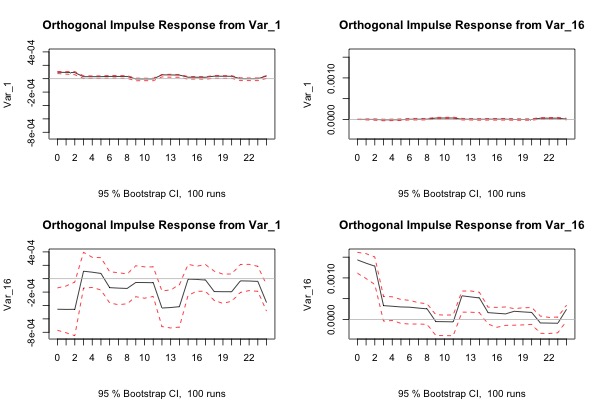 Orthogonal Impulse Response from Var_1
Var_1
4e-04
-2e-04
-8e-04
0 2 4 6 8 10 13 16 19 22
95 % Bootstrap CI, 100 runs
Orthogonal Impulse Response from Var_16
Var_1
0.0010
0.0000
0 2 4 6 8 10 13 16 19 22
95 % Bootstrap CI, 100 runs
Orthogonal Impulse Response from Var_1
Var_16
4e-04
-2e-04
-8e-04
0 2 4 6 8 10 13 16 19 22
95 % Bootstrap CI, 100 runs
Orthogonal Impulse Response from Var_16
Var_16
0.0010
0.0000
0 2 4 6 8 10 13 16 19 22
95 % Bootstrap CI, 100 runs